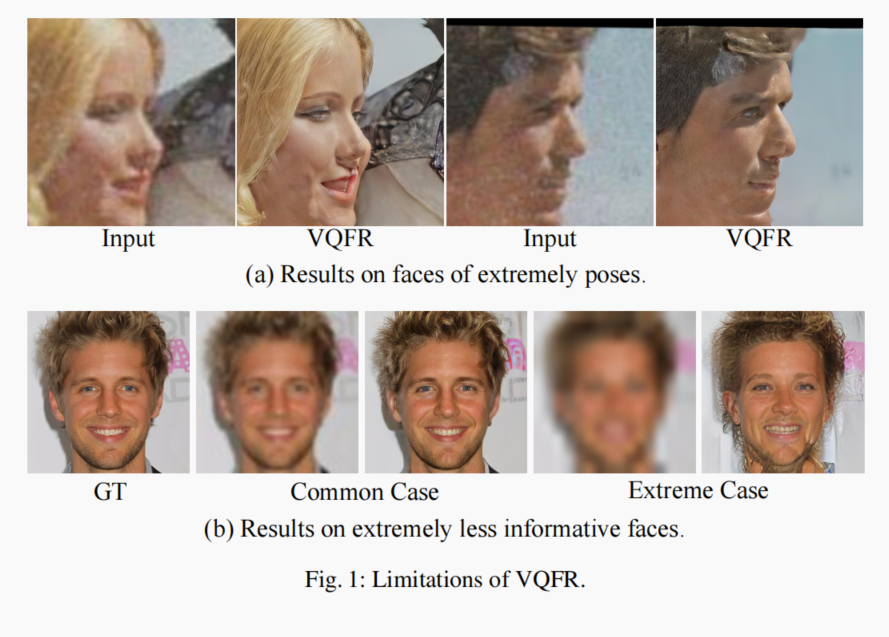 Input VQFR Input VQFR
(a) Results on faces of extremely poses.
GT Common Case Extreme Case
(b) Results on extremely less informative faces.
Fig. 1: Limitations of VQFR.